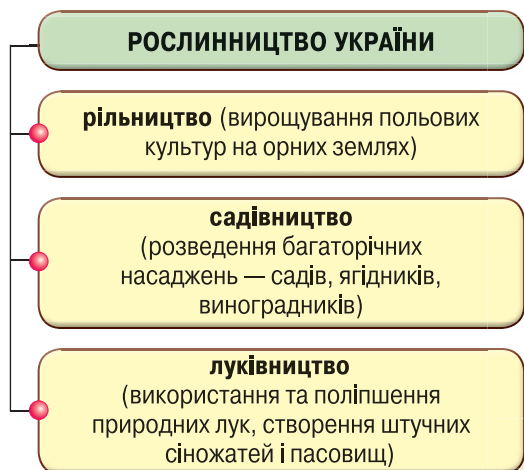 РОСЛИННИЦТВО УКРАЇНИ
рільництво (вирощування польових
культур на орних землях)
садівництво
(розведення багаторічних
насаджень — садів, ягідників,
виноградників)
луківництво
(використання та поліпшення
природних лук, створення штучних
сіножатей і пасовищ)